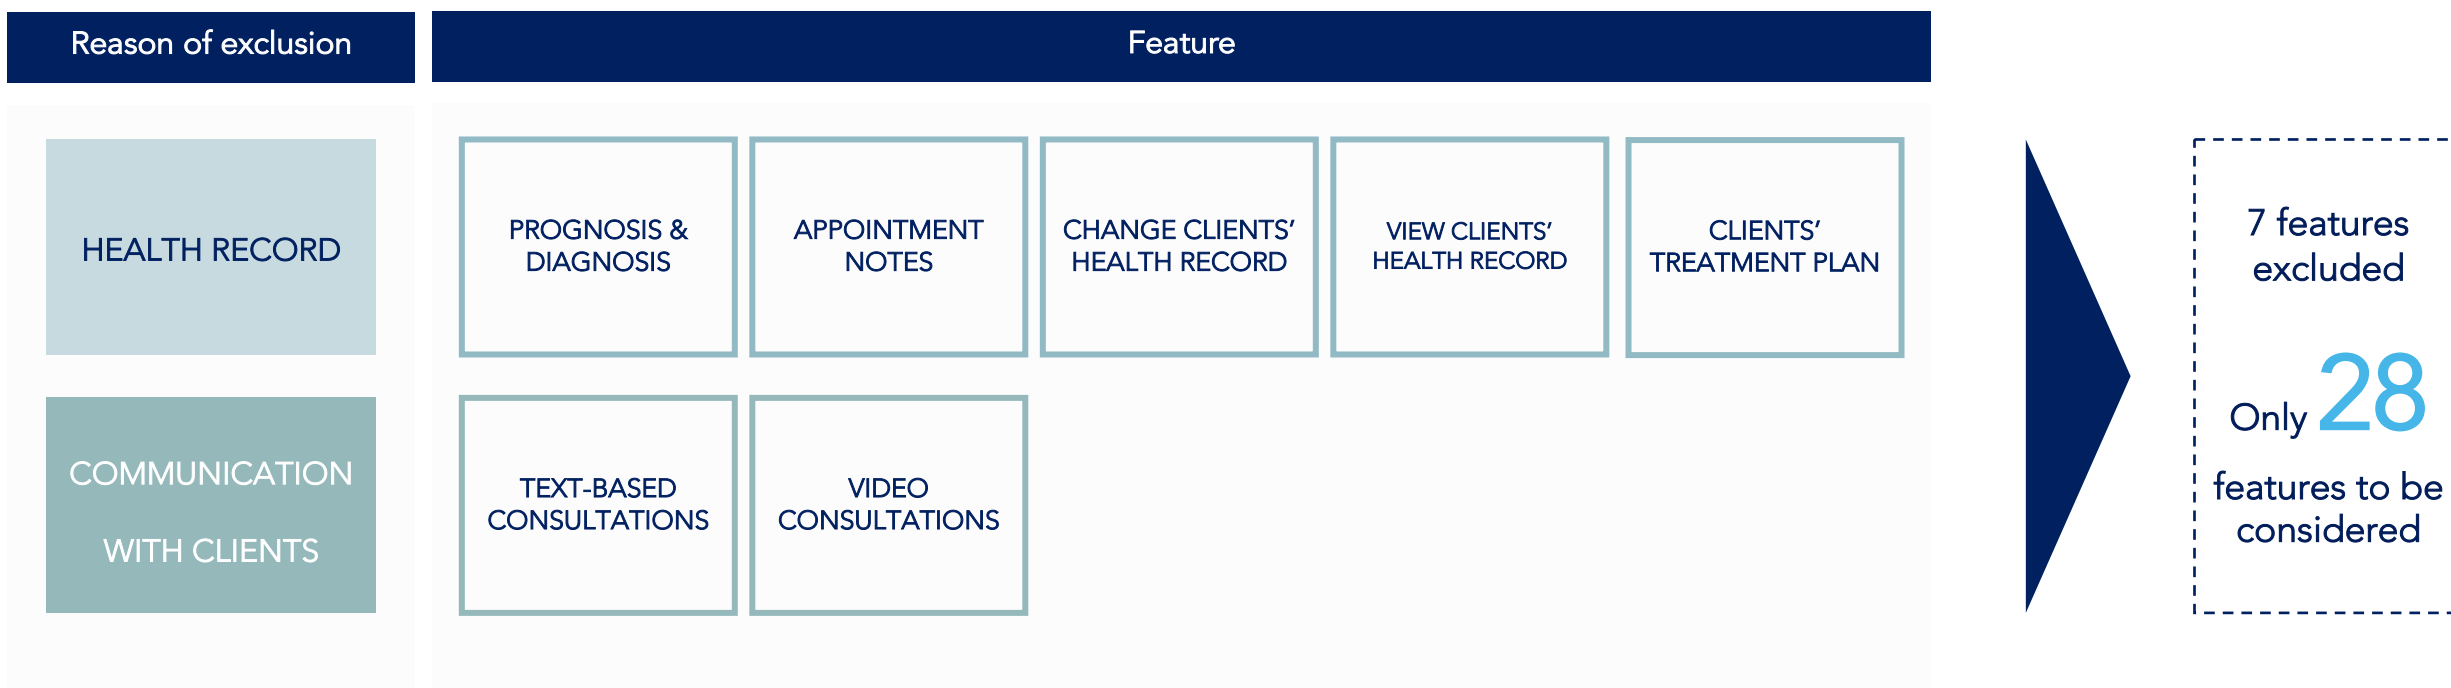 Reason of exclusion
Feature
HEALTH RECORD
PROGNOSIS &
DIAGNOSIS
APPOINTMENT
NOTES
CHANGE CLIENTS’
HEALTH RECORD
VIEW CLIENTS’
HEALTH RECORD
CLIENTS’
TREATMENT PLAN
COMMUNICATION
WITH CLIENTS
TEXT-BASED
CONSULTATIONS
VIDEO
CONSULTATIONS
7 features
excluded
Only 28
features to be
considered